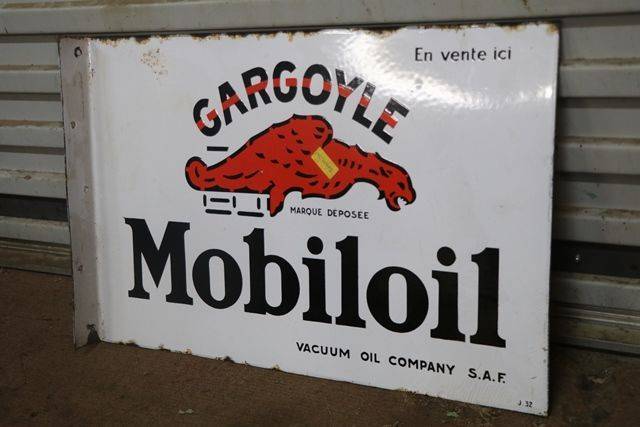 En vente ici
GARGOYLE
MARQUE DEPOSEE
Mobiloil
VACUUM OIL COMPANY S.A.F.
J. 32